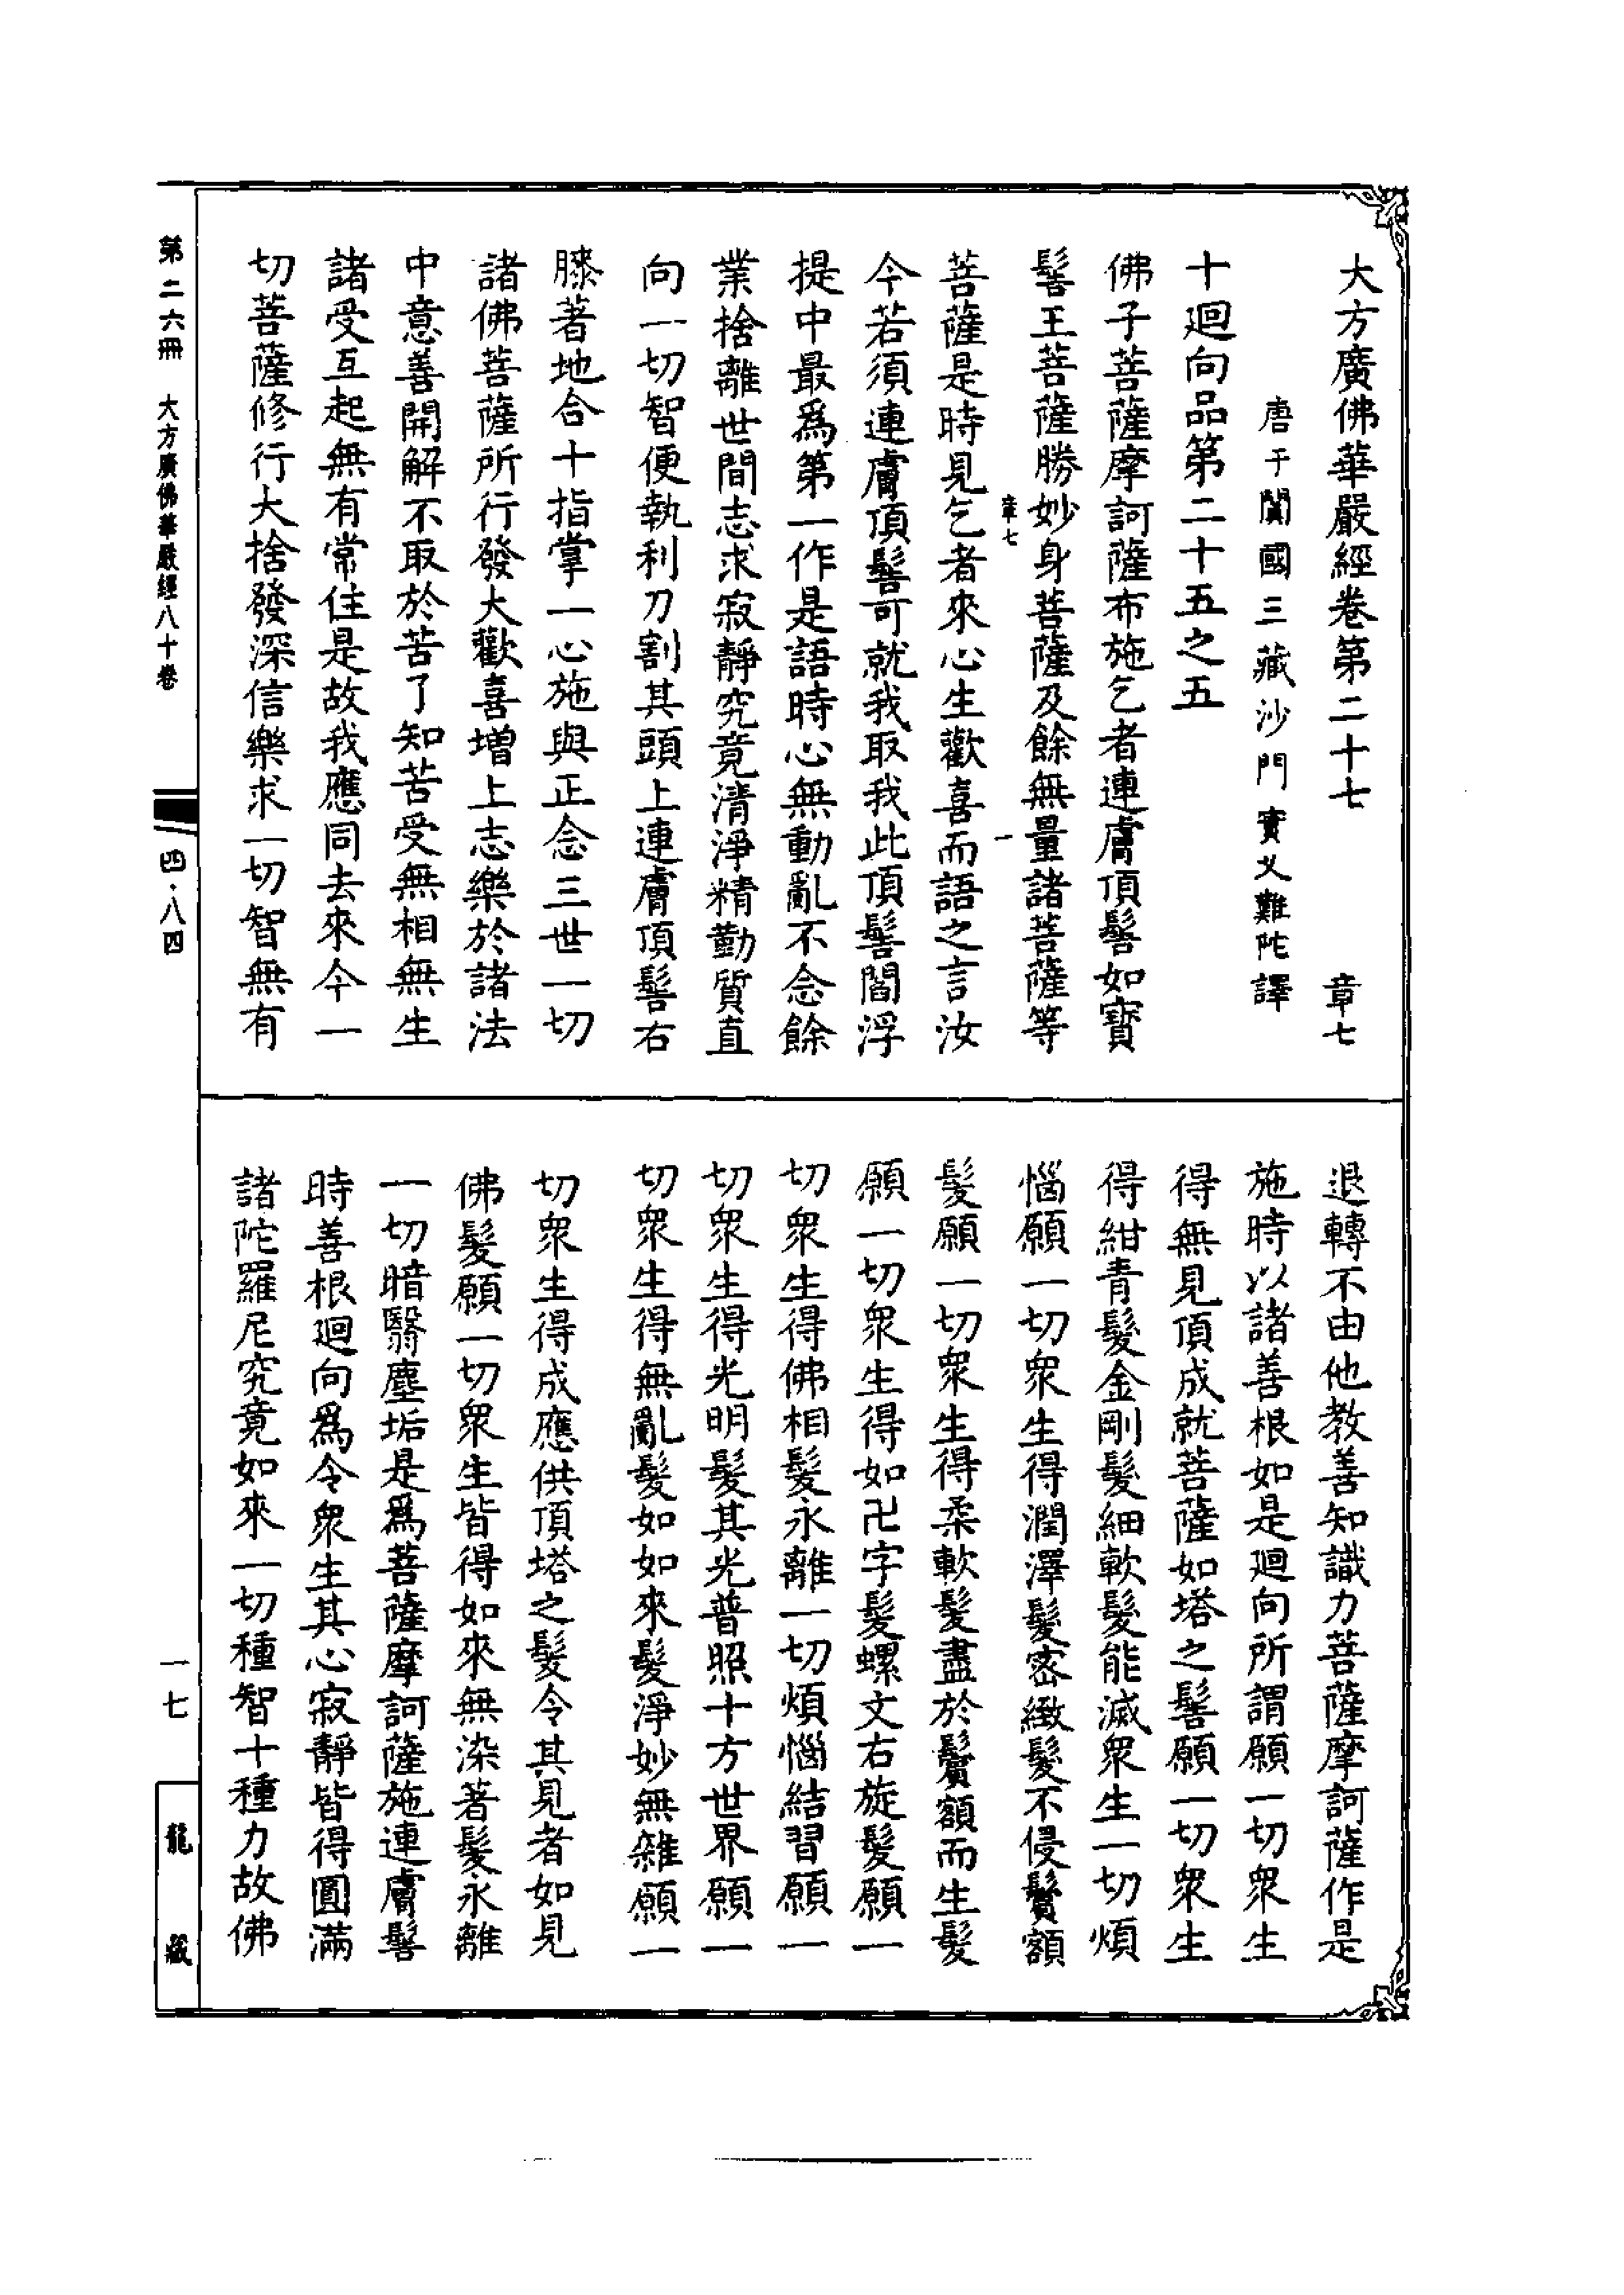 大方廣佛華嚴經卷第二十七　章七
唐于闐國三藏沙門實叉難陀譯
十廻向品第二十五之五
佛子菩薩摩訶薩布施乞者連膚頂髻如寶
髻王菩薩勝妙身菩薩及餘無量諸菩薩等
章七　一
菩薩是時見乞者來心生歡喜而語之言汝
今若須連膚頂髻可就我取我此頂髻閻浮
提中最爲第一作是語時心無動亂不念餘
業捨離世間志求寂靜究竟清淨精勤質直
向一切智便執利刀割其頭上連膚頂髻右
膝著地合十指掌一心施與正念三世一切
諸佛菩薩所行發大歡喜增上志樂於諸法
中意善開解不取於苦了知苦受無相無生
諸受互起無有常住是故我應同去來今一
切菩薩修行大捨發深信樂求一切智無有
退轉不由他教善知識力菩薩摩訶薩作是
施時以諸善根如是廻向所謂願一切衆生
得無見頂成就菩薩如塔之髻願一切衆生
得紺青髮金剛髮細軟髮能滅衆生一切煩
惱願一切衆生得潤澤髮密緻髮不侵鬢額
髮願一切衆生得柔軟髮盡於鬢額而生髮
願一切衆生得如卍字髮螺文右旋髮願一
切衆生得佛相髮永離一切煩惱結習願一
切衆生得光明髮其光普照十方世界願一
切衆生得無亂髮如如來髮淨妙無雜願一
切衆生得成應供頂塔之髮令其見者如見
佛髮願一切衆生皆得如來無染著髮永離
一切暗翳塵垢是爲菩薩摩訶薩施連膚髻
時善根廻向爲令衆生其心寂靜皆得圓滿
諸陀羅尼究竟如來一切種智十種力故佛
第二六冊　大方廣佛華嚴經八十卷
四·八四
一七
龍藏